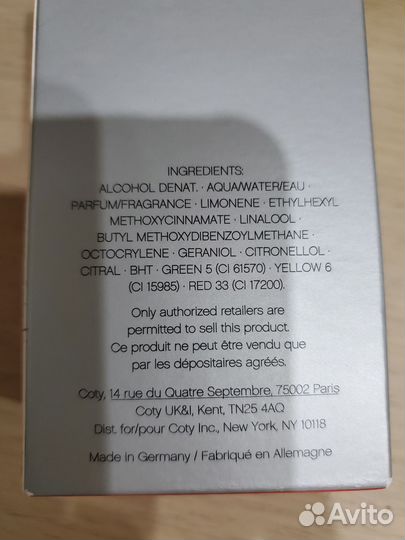 INGREDIENTS:
ALCOHOL DENAT. · AQUA/WATER/EAU ·
PARFUM/FRAGRANCE · LIMONENE · ETHYLHEXYL
METHOXYCINNAMATE · LINALOOL ·
BUTYL METHOXYDIBENZOYLMETHANE ·
OCTOCRYLENE · GERANIOL · CITRONELLOL ·
CITRAL · BHT · GREEN 5 (CI 61570) · YELLOW 6
(CI 15985) · RED 33 (CI 17200).
Only authorized retailers are
permitted to sell this product.
Ce produit ne peut être vendu que
par les dépositaires agréés.
Coty, 14 rue du Quatre Septembre, 75002 Paris
Coty UK&I, Kent, TN25 4AQ
Dist. for/pour Coty Inc., New York, NY 10118
Made in Germany / Fabriqué en Allemagne
Avito